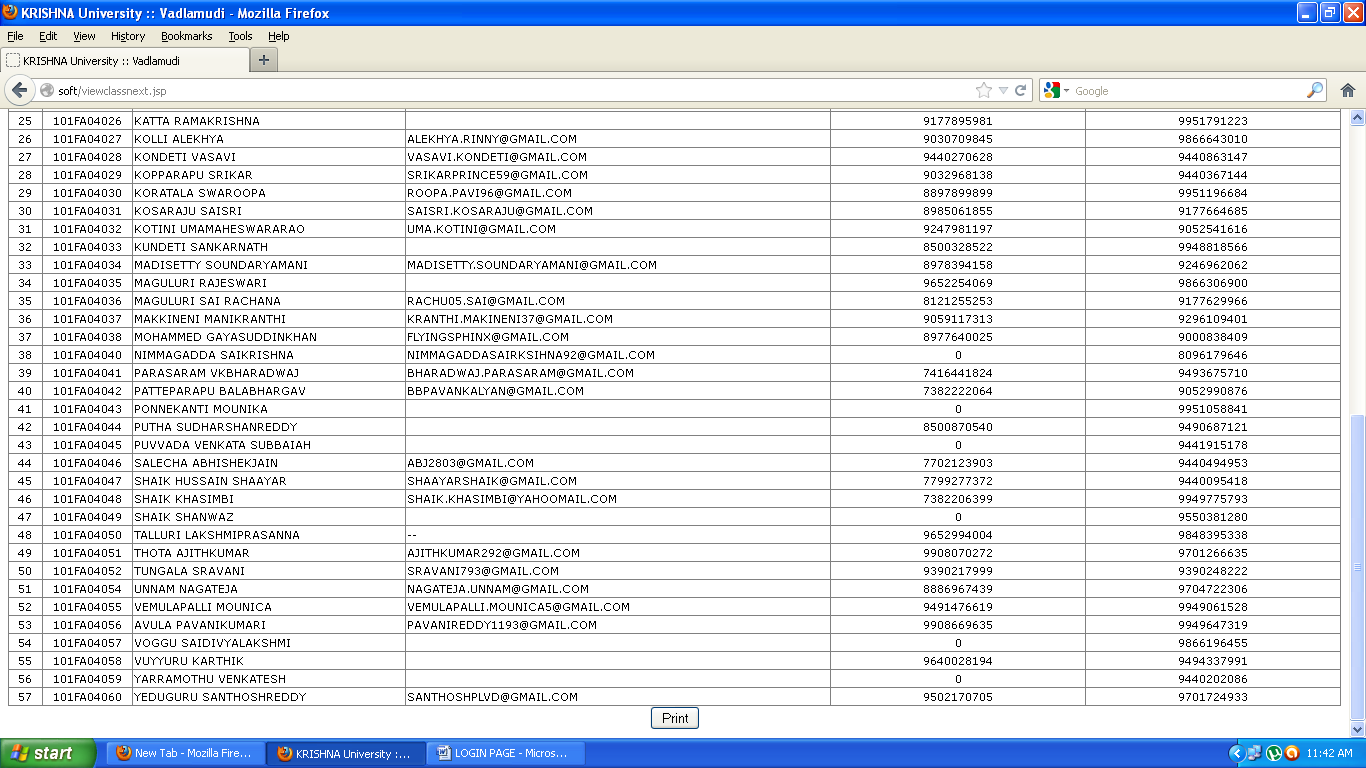 KRISHNA University :: Vadlamudi - Mozilla Firefox
File Edit View History Bookmarks Tools Help
KRISHNA University :: Vadlamudi
soft/viewclassnext.jsp Google
25 101FA04026 KATTA RAMAKRISHNA 9177895981 9951791223
26 101FA04027 KOLLI ALEKHYA ALEKHYA.RINNY@GMAIL.COM 9030709845 9866643010
27 101FA04028 KONDETI VASAVI VASAVI.KONDETI@GMAIL.COM 9440270628 9440863147
28 101FA04029 KOPPARAPU SRIKAR SRIKARPRINCE59@GMAIL.COM 9032968138 9440367144
29 101FA04030 KORATALA SWAROOPA ROOPA.PAVI96@GMAIL.COM 8897899899 9951196684
30 101FA04031 KOSARAJU SAISRI SAISRI.KOSARAJU@GMAIL.COM 8985061855 9177664685
31 101FA04032 KOTINI UMAMAHESWARARAO UMA.KOTINI@GMAIL.COM 9247981197 9052541616
32 101FA04033 KUNDETI SANKARNATH 8500328522 9948818566
33 101FA04034 MADISETTY SOUNDARYAMANI MADISETTY.SOUNDARYAMANI@GMAIL.COM 8978394158 9246962062
34 101FA04035 MAGULURI RAJESWARI 9652254069 9866306900
35 101FA04036 MAGULURI SAI RACHANA RACHU05.SAI@GMAIL.COM 8121255253 9177629966
36 101FA04037 MAKKINENI MANIKRANTHI KRANTHI.MAKINENI37@GMAIL.COM 9059117313 9296109401
37 101FA04038 MOHAMMED GAYASUDDINKHAN FLYINGSPHINX@GMAIL.COM 8977640025 9000838409
38 101FA04040 NIMMAGADDA SAIKRISHNA NIMMAGADDASAIRKSIHNA92@GMAIL.COM 0 8096179646
39 101FA04041 PARASARAM VKBHARADWAJ BHARADWAJ.PARASARAM@GMAIL.COM 7416441824 9493675710
40 101FA04042 PATTEPARAPU BALABHARGAV BBPAVANKALYAN@GMAIL.COM 7382222064 9052990876
41 101FA04043 PONNEKANTI MOUNIKA 0 9951058841
42 101FA04044 PUTHA SUDHARSHANREDDY 8500870540 9490687121
43 101FA04045 PUVVADA VENKATA SUBBAIAH 0 9441915178
44 101FA04046 SALECHA ABHISHEKJAIN ABJ2803@GMAIL.COM 7702123903 9440494953
45 101FA04047 SHAIK HUSSAIN SHAAYAR SHAAYARSHAIK@GMAIL.COM 7799277372 9440095418
46 101FA04048 SHAIK KHASIMBI SHAIK.KHASIMBI@YAHOOMAIL.COM 7382206399 9949775793
47 101FA04049 SHAIK SHANWAZ 0 9550381280
48 101FA04050 TALLURI LAKSHMIPRASANNA -- 9652994004 9848395338
49 101FA04051 THOTA AJITHKUMAR AJITHKUMAR292@GMAIL.COM 9908070272 9701266635
50 101FA04052 TUNGALA SRAVANI SRAVANI793@GMAIL.COM 9390217999 9390248222
51 101FA04054 UNNAM NAGATEJA NAGATEJA.UNNAM@GMAIL.COM 8886967439 9704722306
52 101FA04055 VEMULAPALLI MOUNICA VEMULAPALLI.MOUNICA5@GMAIL.COM 9491476619 9949061528
53 101FA04056 AVULA PAVANIKUMARI PAVANIREDDY1193@GMAIL.COM 9908669635 9949647319
54 101FA04057 VOGGU SAIDIVYALAKSHMI 0 9866196455
55 101FA04058 VUYYURU KARTHIK 9640028194 9494337991
56 101FA04059 YARRAMOTHU VENKATESH 0 9440202086
57 101FA04060 YEDUGURU SANTHOSHREDDY SANTHOSHPLVD@GMAIL.COM 9502170705 9701724933
Print
start New Tab - Mozilla Fire... KRISHNA University :... LOGIN PAGE - Micros... 11:42 AM